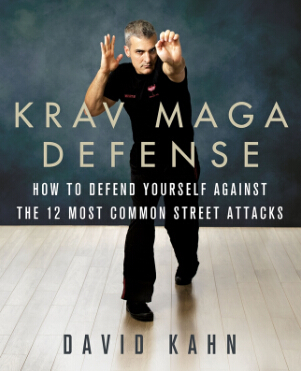 KRAV MAGA
DEFENSE
HOW TO DEFEND YOURSELF AGAINST
THE 12 MOST COMMON STREET ATTACKS
DAVID KAHN